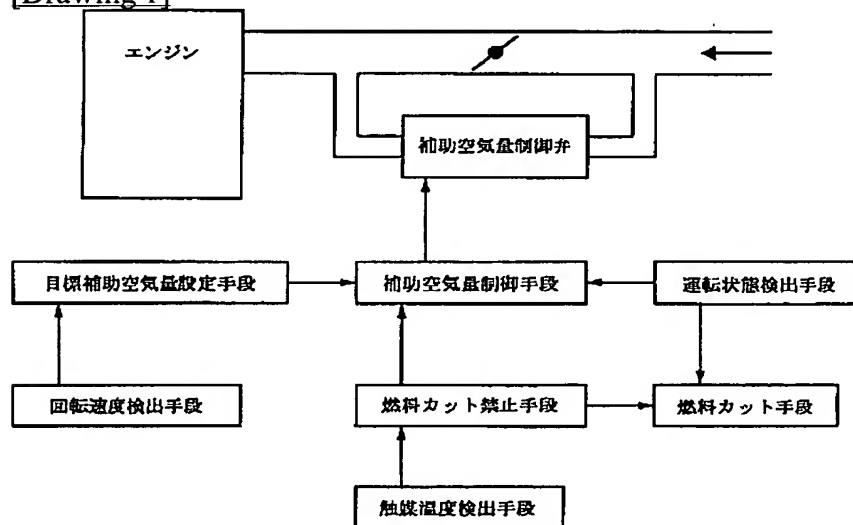 [Drawing 1]
エンジン
補助空気量制御弁
目標補助空気量設定手段
補助空気量制御手段
運転状態検出手段
回転速度検出手段
燃料カット禁止手段
燃料カット手段
触媒温度検出手段